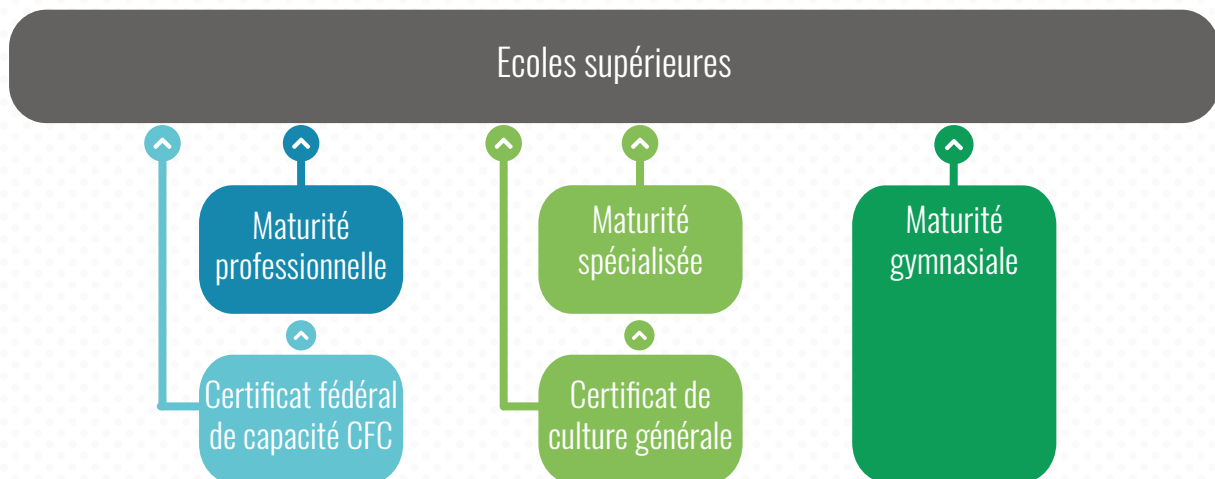 Ecoles supérieures
Maturité
professionnelle
Maturité
spécialisée
Maturité
gymnasiale
Certificat fédéral
de capacité CFC
Certificat de
culture générale